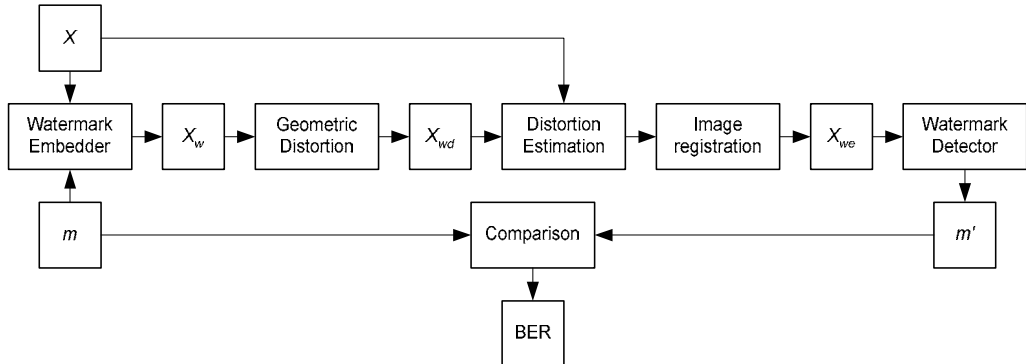 X
Watermark
Embedder
X_w
Geometric
Distortion
X_wd
Distortion
Estimation
Image
registration
X_we
Watermark
Detector
m
Comparison
m'
BER